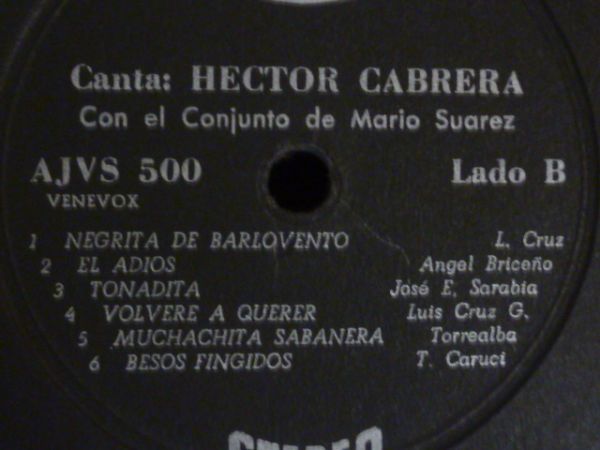 Canta: HECTOR CABRERA
Con el Conjunto de Mario Suarez
AJVS 500 Lado B
VENEVOX
1 NEGRITA DE BARLOVENTO L. Cruz
2 EL ADIOS Angel Briceño
3 TONADITA José E. Sarabia
4 VOLVERE A QUERER Luis Cruz G.
5 MUCHACHITA SABANERA Torrealba
6 BESOS FINGIDOS T. Caruci